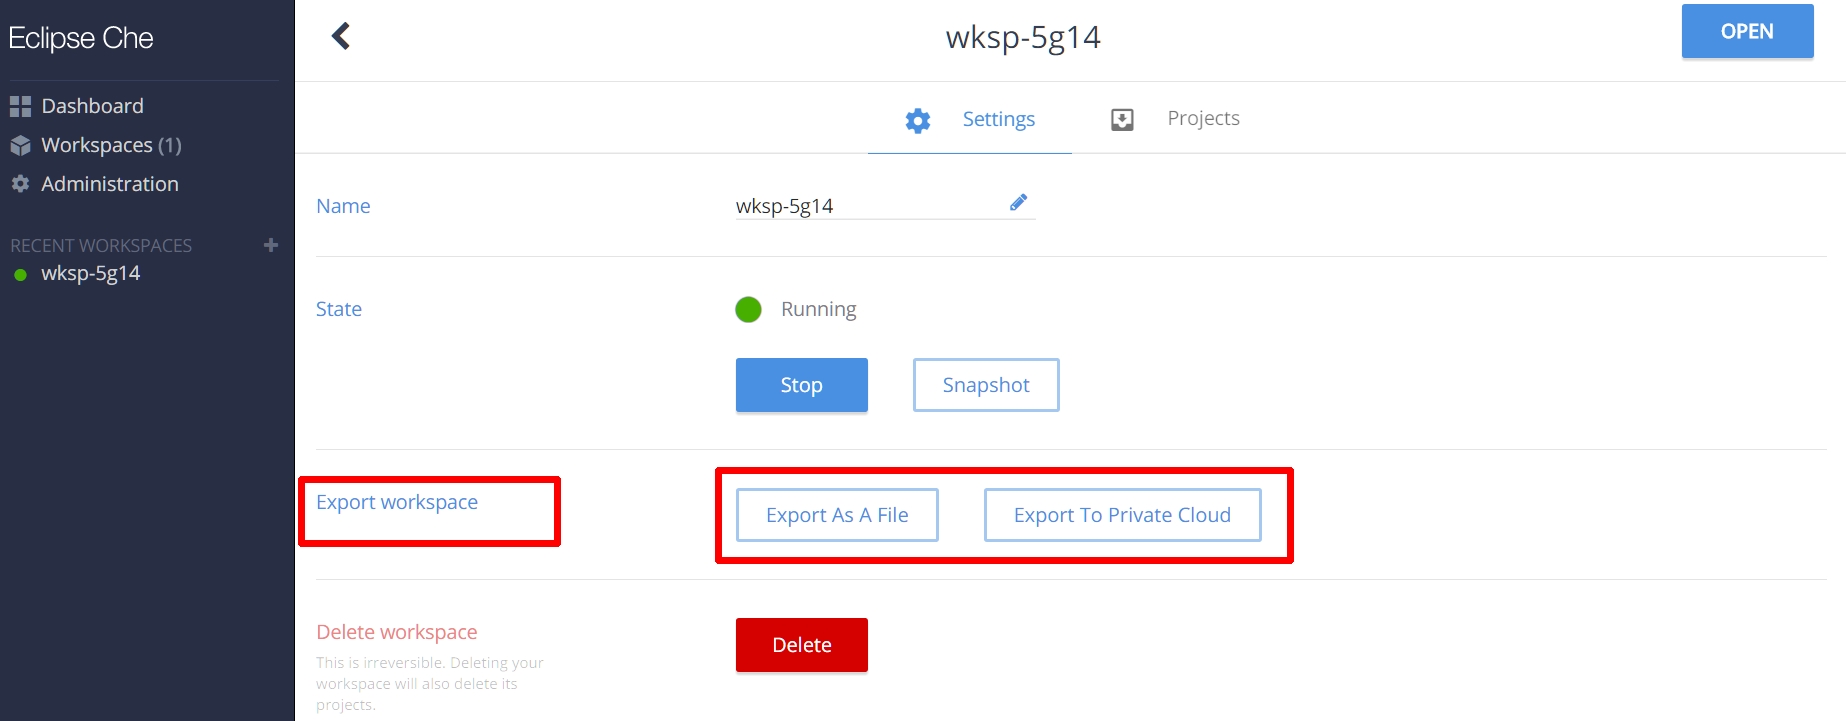 Eclipse Che
Dashboard
Workspaces (1)
Administration
RECENT WORKSPACES +
wksp-5g14
wksp-5g14
OPEN
Settings
Projects
Name
wksp-5g14
State
Running
Stop
Snapshot
Export workspace
Export As A File
Export To Private Cloud
Delete workspace
This is irreversible. Deleting your
workspace will also delete its
projects.
Delete